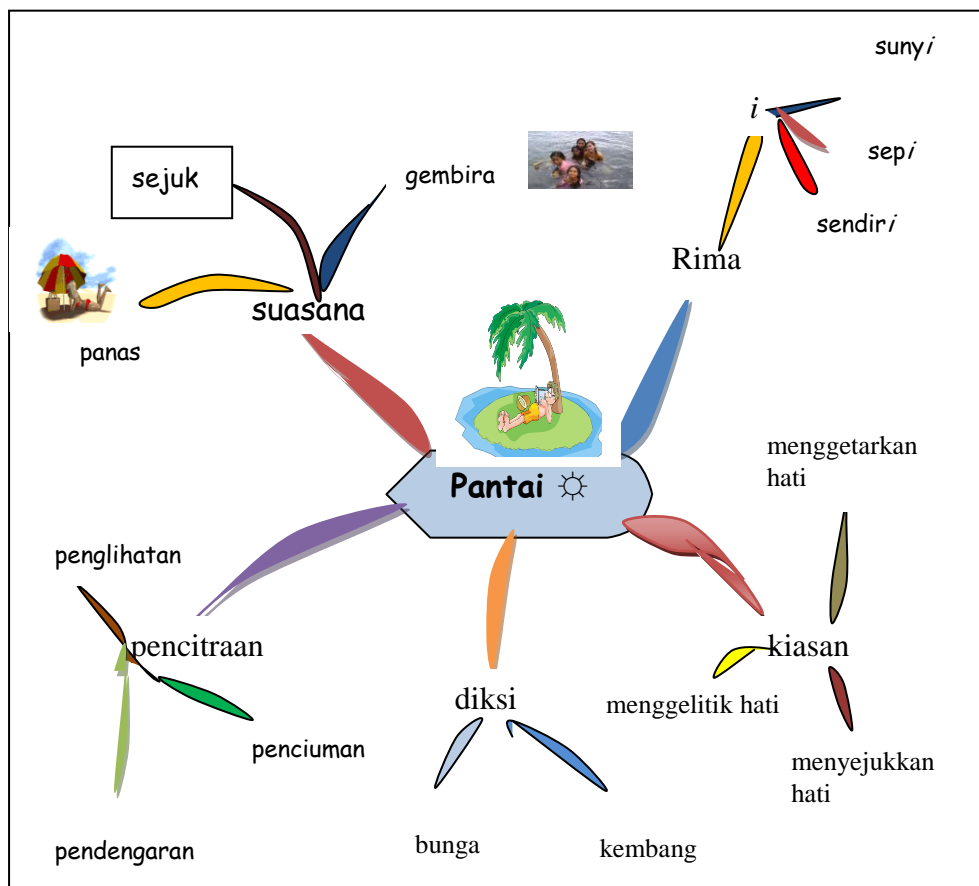 suny i
i
sejuk
gembira
sepi
sendiri
Rima
suasana
panas
menggetarkan
hati
Pantai ☼
penglihatan
pencitraan
kiasan
diksi
menggelitik hati
penciuman
menyejukkan
hati
bunga
kembang
pendengaran